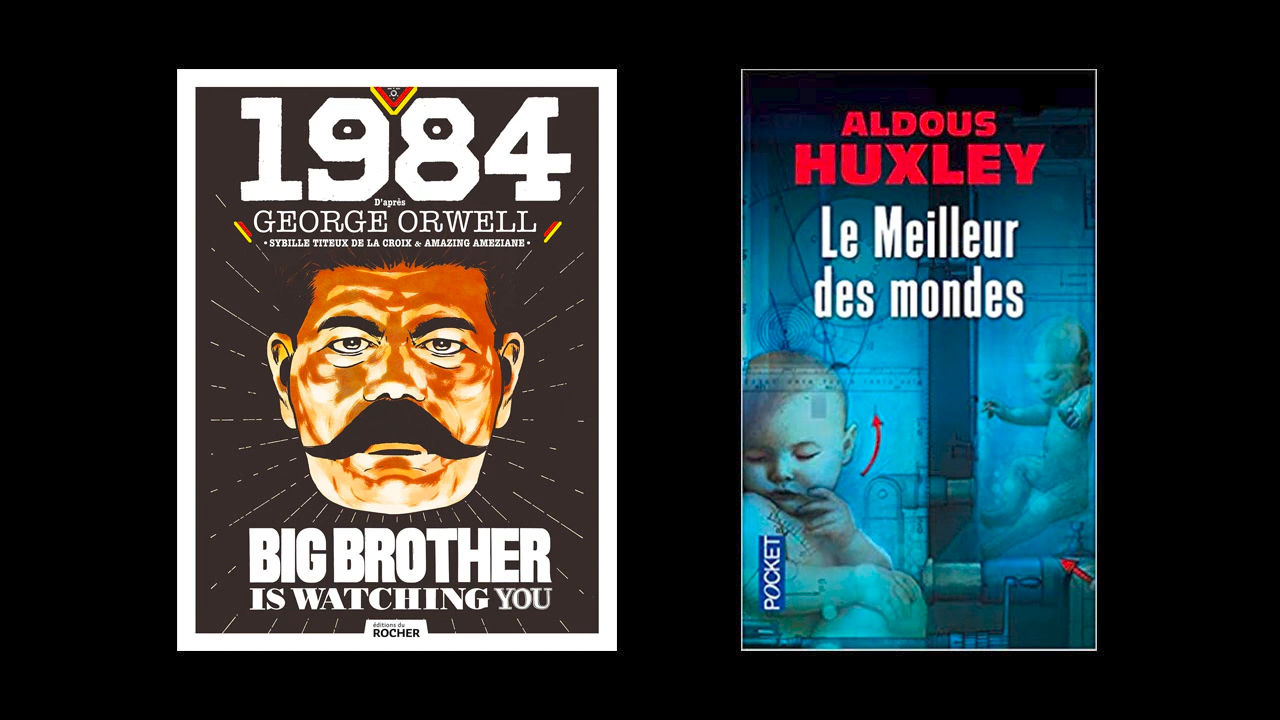 1984
D'après
GEORGE ORWELL
• SYBILLE TITEUX DE LA CROIX & AMAZING AMEZIANE •
BIG BROTHER
IS WATCHING YOU
éditions du
ROCHER
ALDOUS
HUXLEY
Le Meilleur
des mondes
POCKET